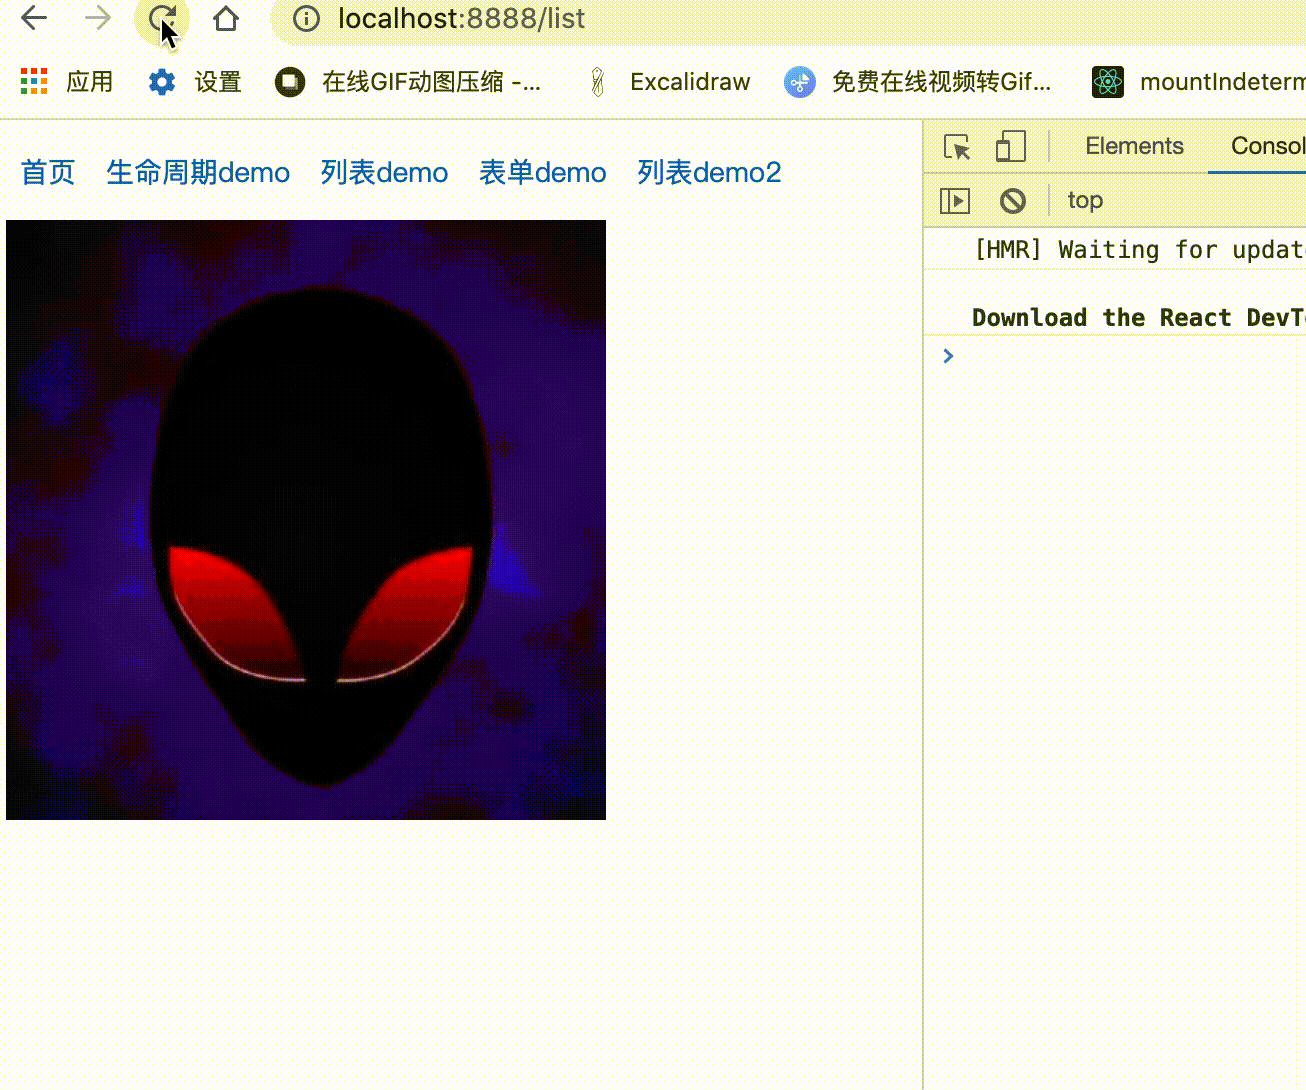 localhost:8888/list
应用 设置 在线GIF动图压缩 -... Excalidraw 免费在线视频转Gif... mountIndeterm
首页 生命周期demo 列表demo 表单demo 列表demo2
Elements Consol
top
[HMR] Waiting for update
Download the React DevT